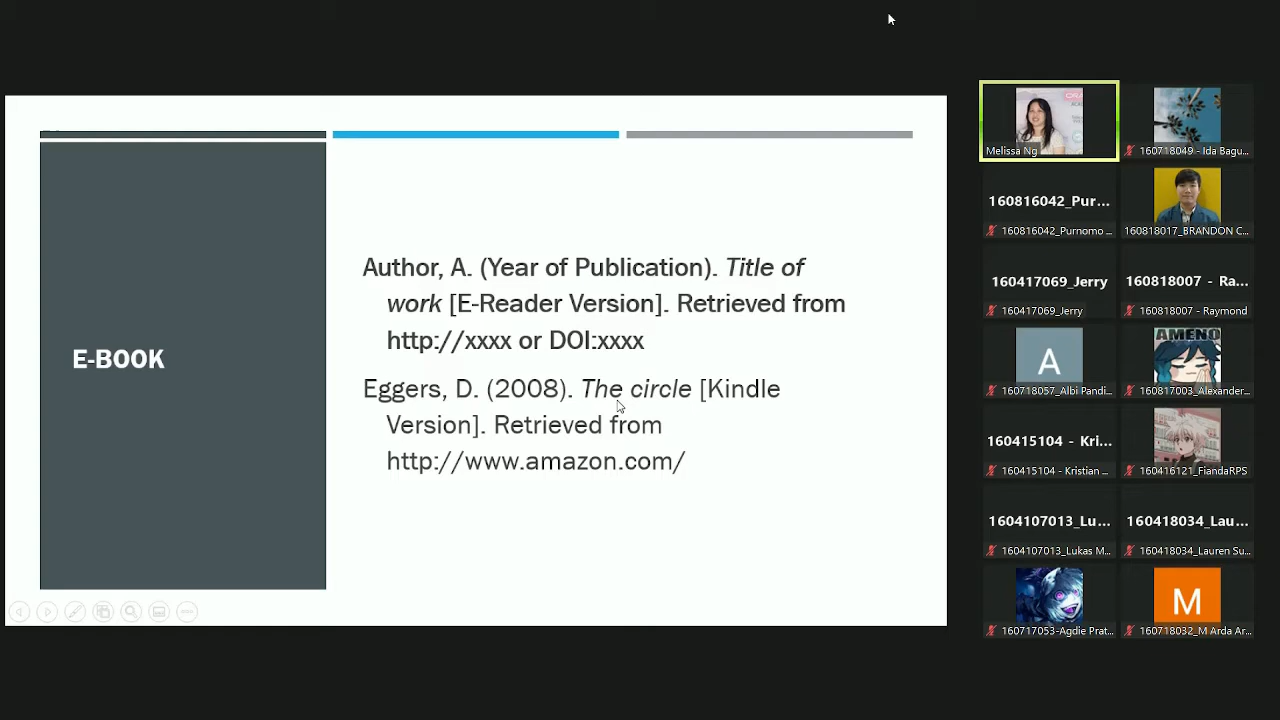 E-BOOK
Author, A. (Year of Publication). Title of
work [E-Reader Version]. Retrieved from
http://xxxx or DOI:xxxx
Eggers, D. (2008). The circle [Kindle
Version]. Retrieved from
http://www.amazon.com/
Melissa Ng
160718049 - Ida Bagu...
160816042_Pur...
160816042_Purnomo ...
160818017_BRANDON C...
160417069_Jerry
160417069_Jerry
160818007 - Ra...
160818007 - Raymond
A
160718057_Albi Pandi...
AMENO
160817003_Alexander...
160415104 - Kri...
160415104 - Kristian ...
160416121_FiandaRPS
1604107013_Lu...
1604107013_Lukas M...
160418034_Lau...
160418034_Lauren Su...
160717053-Agdie Prat...
M
160718032_M Arda Ar...